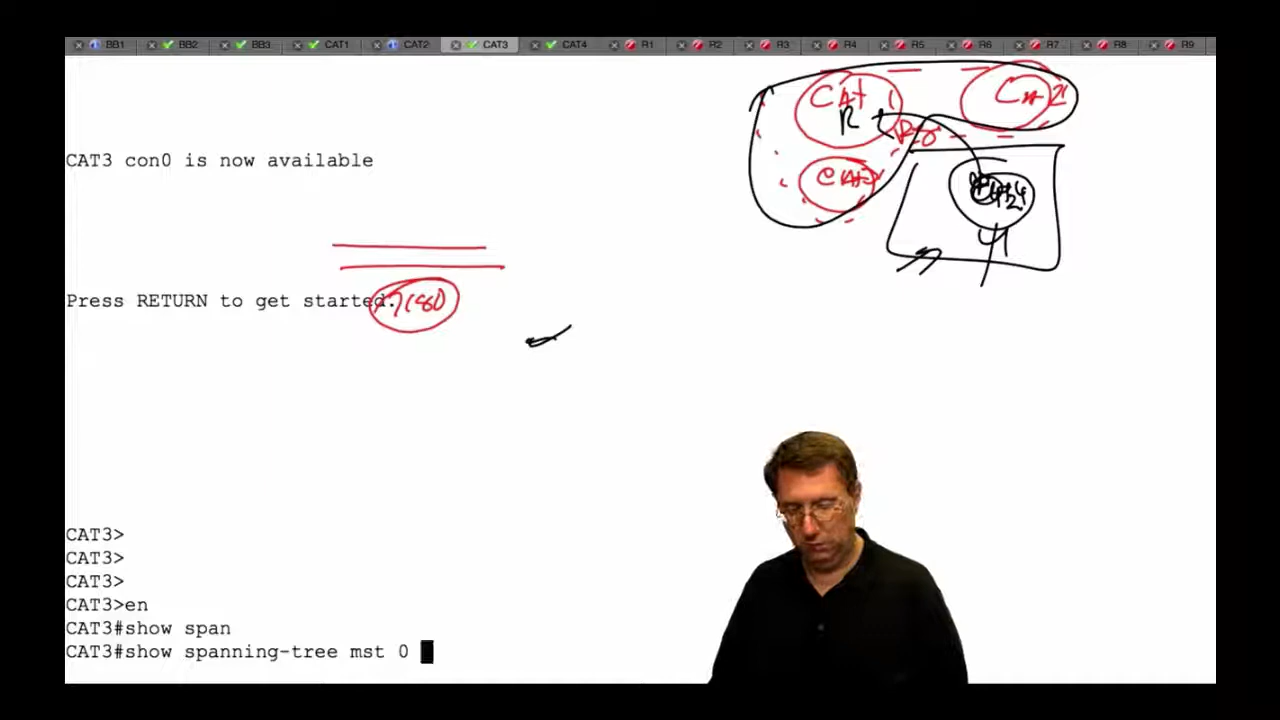 BB1 BB2 BB3 CAT1 CAT2 CAT3 CAT4 R1 R2 R3 R4 R5 R6 R7 R8 R9
CAT 1
R
CAT3 con0 is now available
Press RETURN to get started.
CAT3>
CAT3>
CAT3>
CAT3>en
CAT3#show span
CAT3#show spanning-tree mst 0